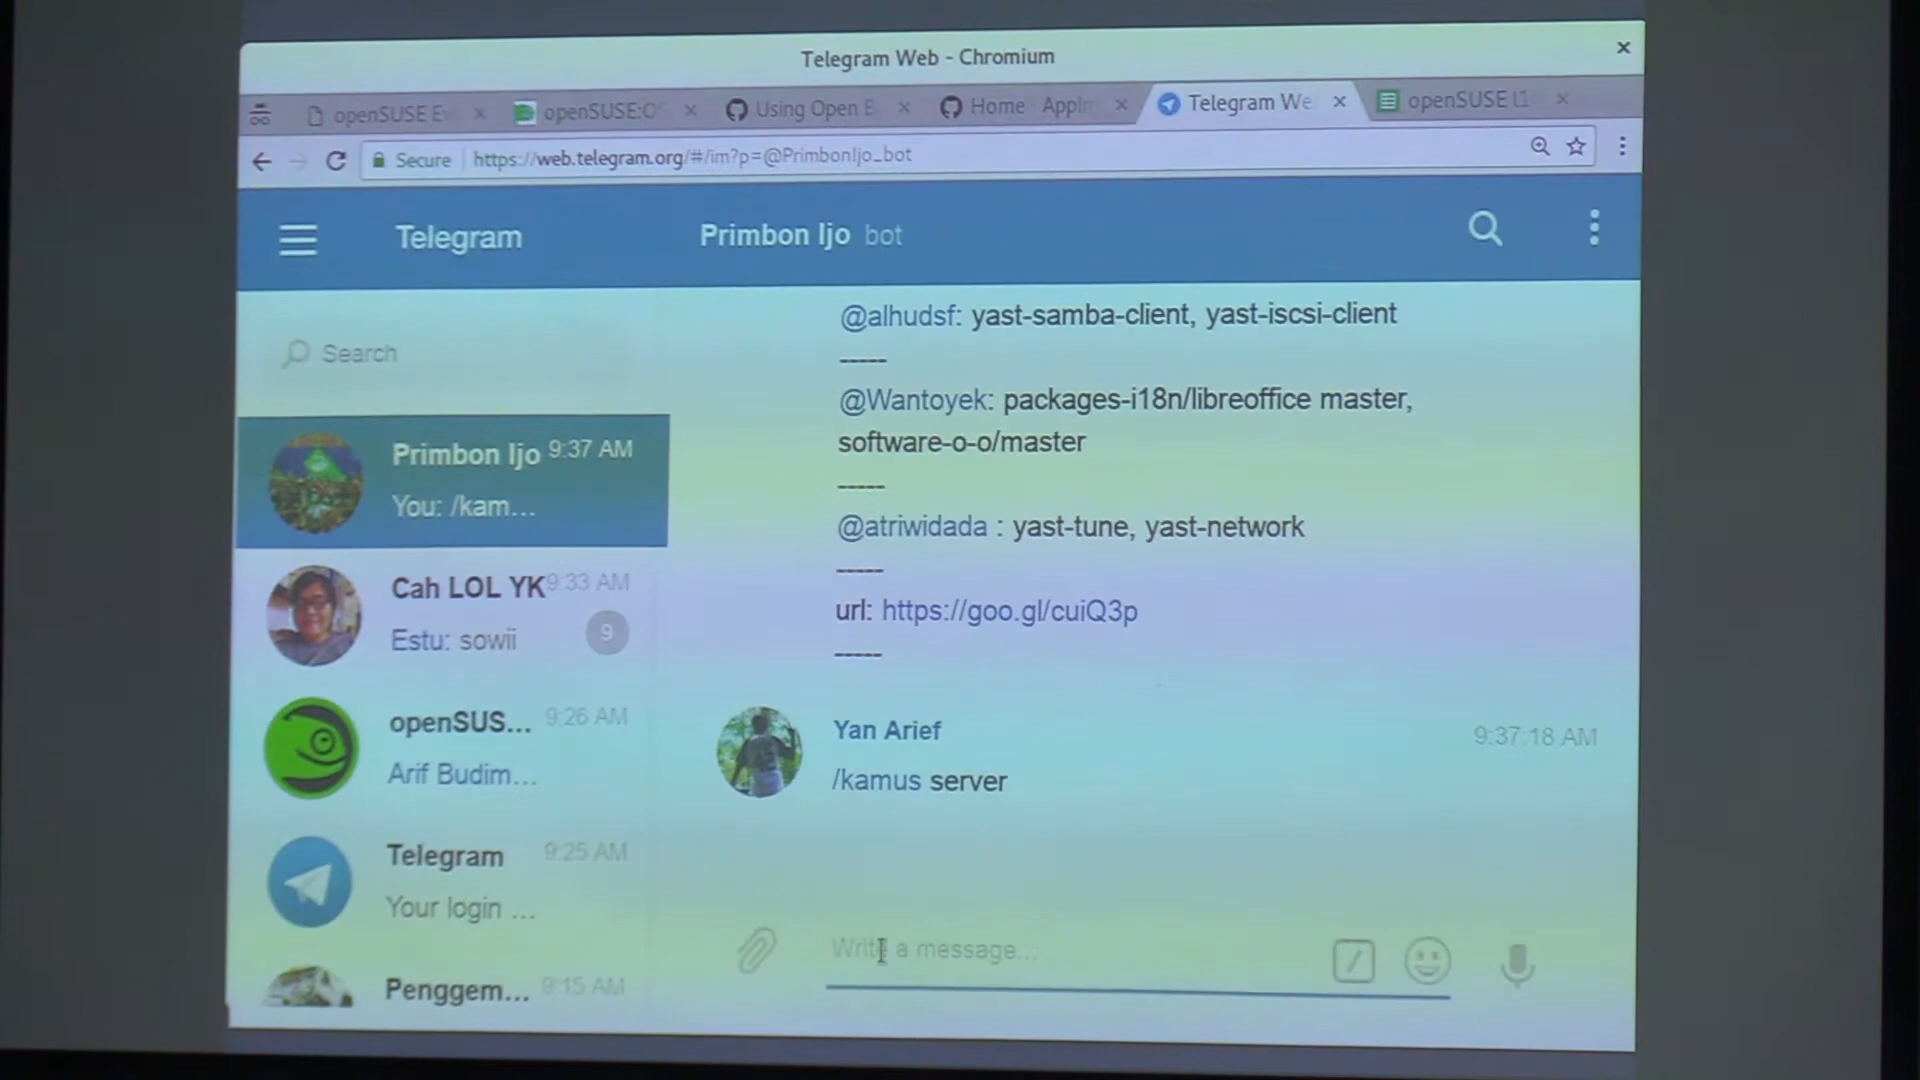 Telegram Web - Chromium
openSUSE E
openSUSE:O
Using Open B
Home · AppIm
Telegram We
openSUSE l1
Secure
https://web.telegram.org/#/im?p=@PrimbonIjo_bot
Telegram
Primbon Ijo bot
Search
Primbon Ijo 9:37 AM
You: /kam...
Cah LOL YK 9:33 AM
Estu: sowii
9
openSUS... 9:26 AM
Arif Budim...
Telegram 9:25 AM
Your login ...
Penggem... 9:15 AM
@alhudsf: yast-samba-client, yast-iscsi-client
-----
@Wantoyek: packages-i18n/libreoffice master,
software-o-o/master
-----
@atriwidada : yast-tune, yast-network
-----
url: https://goo.gl/cuiQ3p
-----
Yan Arief 9:37:18 AM
/kamus server
Write a message...